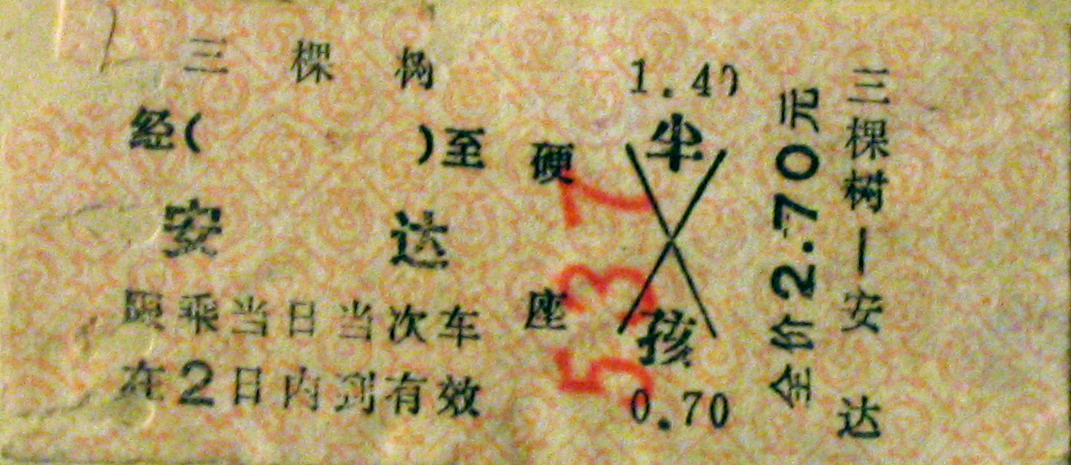 三棵树
经( )至
安达
限乘当日当次车
在2日内到有效
硬座
1.40
半
孩
0.70
537
全价2.70元
三棵树—安达